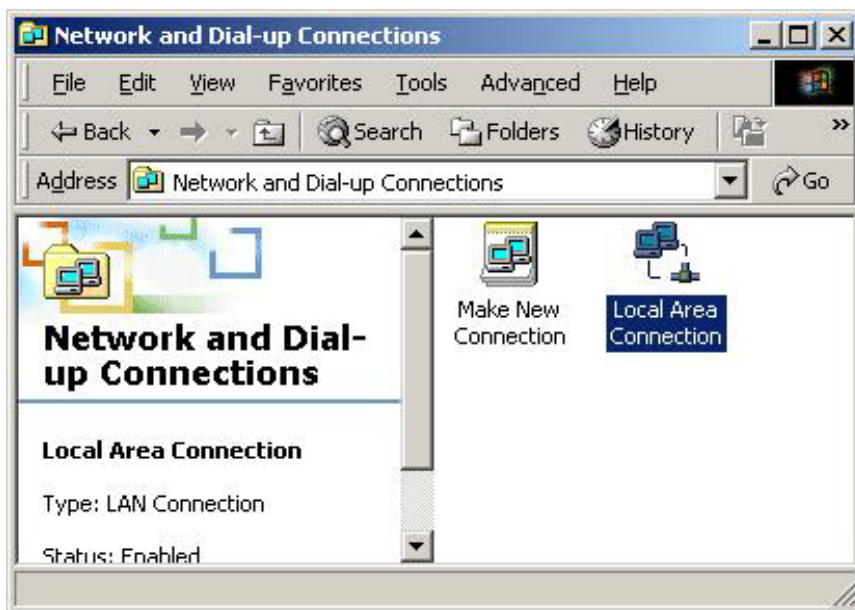 Network and Dial-up Connections
File Edit View Favorites Tools Advanced Help
Back Search Folders History »
Address Network and Dial-up Connections Go
Network and Dial-
up Connections
Local Area Connection
Type: LAN Connection
Status: Enabled
Make New
Connection
Local Area
Connection